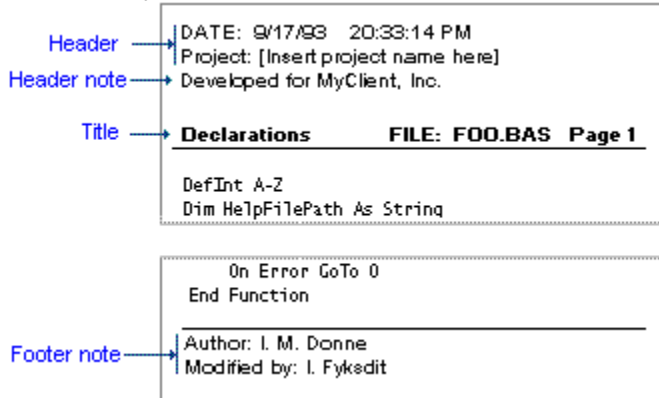 Header
DATE: 9/17/93 20:33:14 PM
Project: [Insert project name here]
Header note
Developed for MyClient, Inc.
Title
Declarations FILE: FOO.BAS Page 1
DefInt A-Z
Dim HelpFilePath As String
On Error GoTo 0
End Function
Footer note
Author: I. M. Donne
Modified by: I. Fyksdit